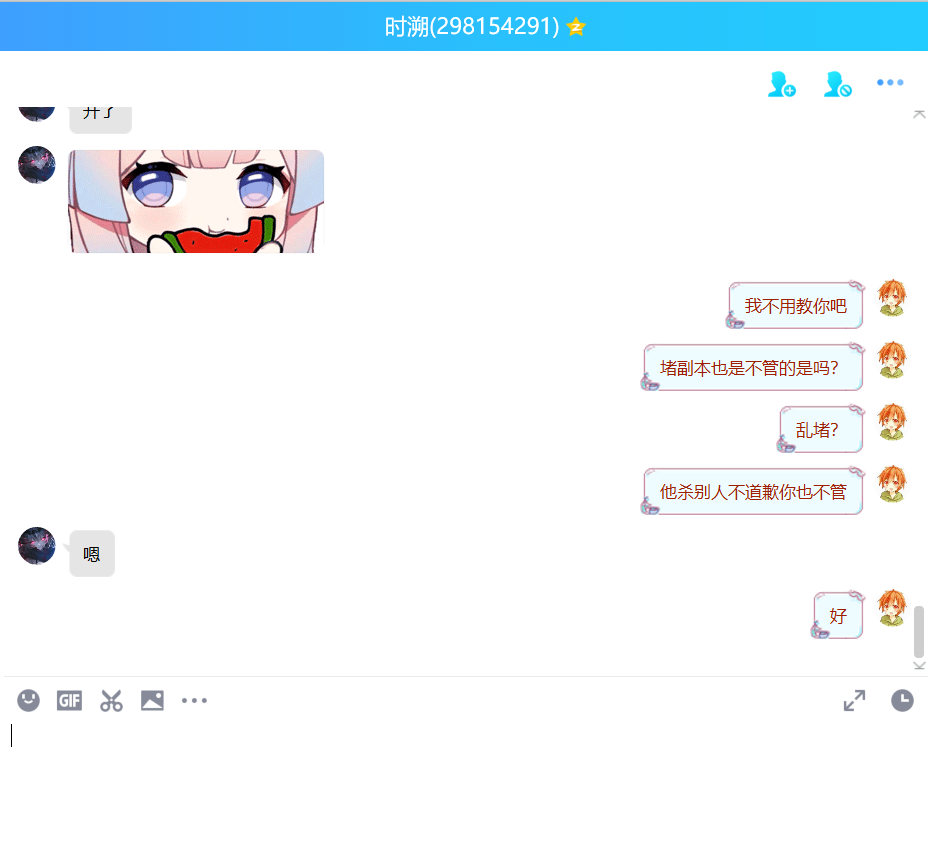 时溯(298154291)
我不用教你吧
堵副本也是不管的是吗?
乱堵?
他杀别人不道歉你也不管
嗯
好
GIF